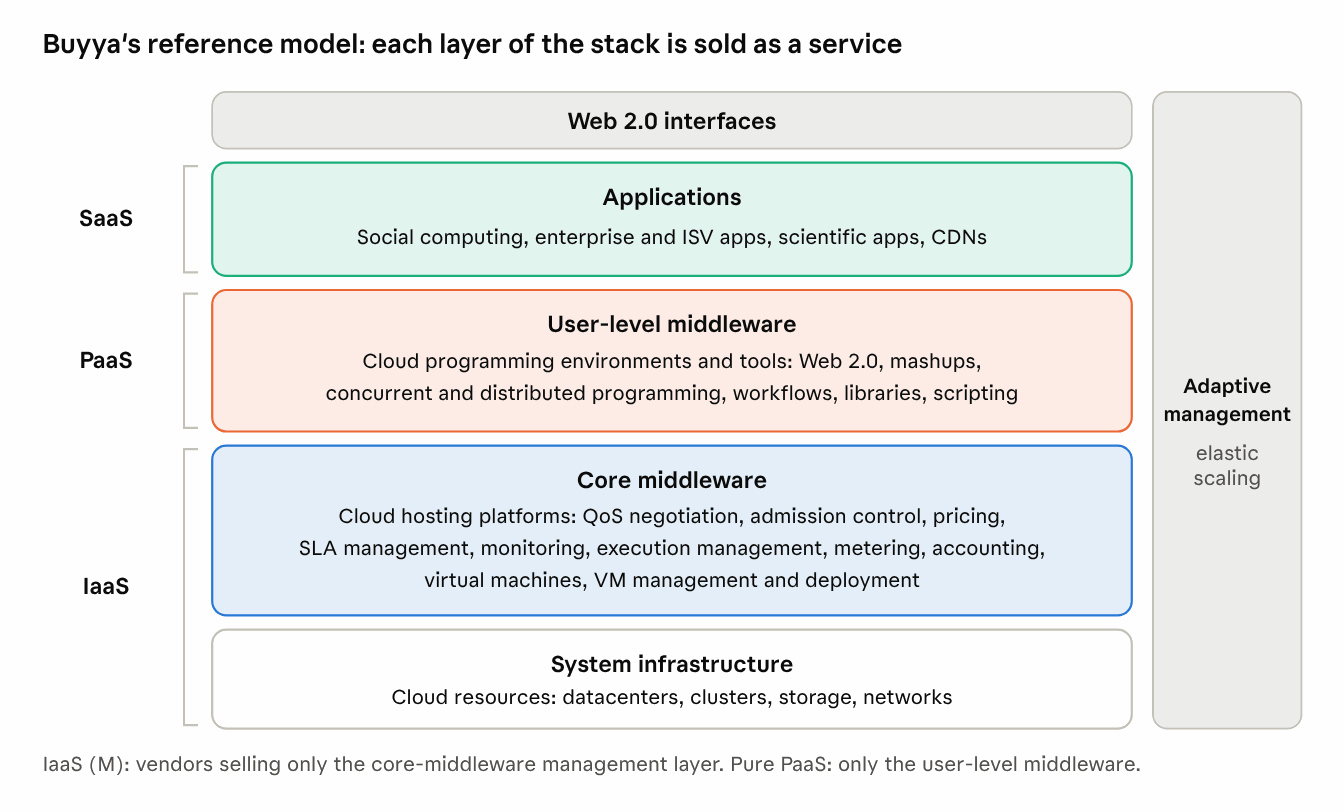 Buyya's reference model: each layer of the stack is sold as a service
Web 2.0 interfaces
SaaS
Applications
Social computing, enterprise and ISV apps, scientific apps, CDNs
PaaS
User-level middleware
Cloud programming environments and tools: Web 2.0, mashups,
concurrent and distributed programming, workflows, libraries, scripting
IaaS
Core middleware
Cloud hosting platforms: QoS negotiation, admission control, pricing,
SLA management, monitoring, execution management, metering, accounting,
virtual machines, VM management and deployment
System infrastructure
Cloud resources: datacenters, clusters, storage, networks
Adaptive
management
elastic
scaling
IaaS (M): vendors selling only the core-middleware management layer. Pure PaaS: only the user-level middleware.